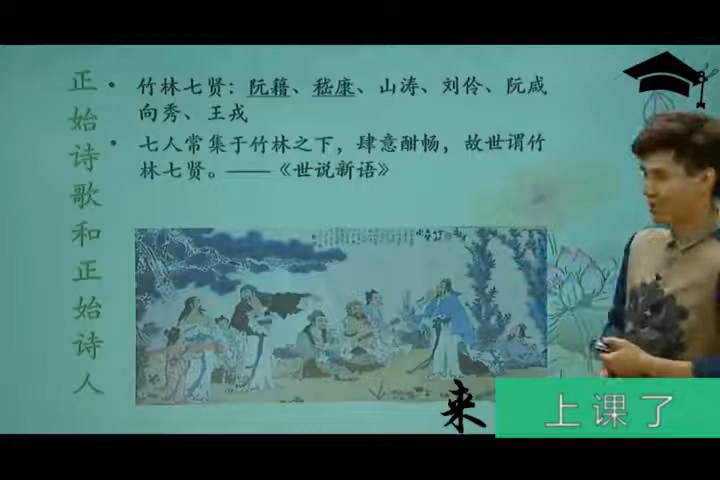 正始诗歌和正始诗人
• 竹林七贤：阮籍、嵇康、山涛、刘伶、阮咸
向秀、王戎
• 七人常集于竹林之下，肆意酣畅，故世谓竹
林七贤。——《世说新语》
来 上课了